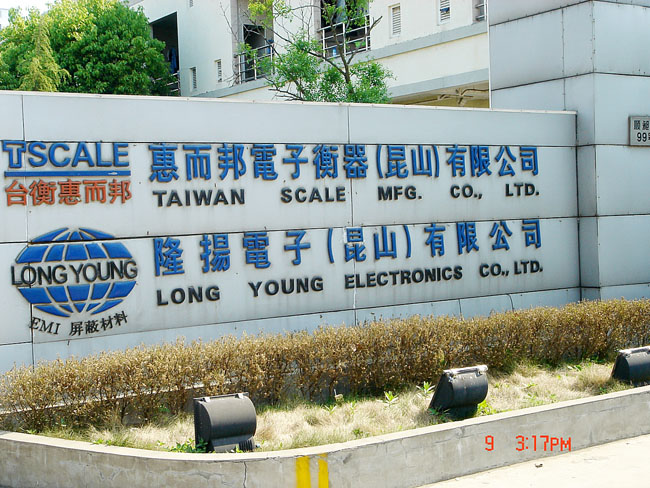 TSCALE
台衡惠而邦
惠而邦電子衡器(昆山)有限公司
TAIWAN SCALE MFG. CO., LTD.
LONG YOUNG
EMI 屏蔽材料
隆揚電子(昆山)有限公司
LONG YOUNG ELECTRONICS CO., LTD.
99
9 3:17PM